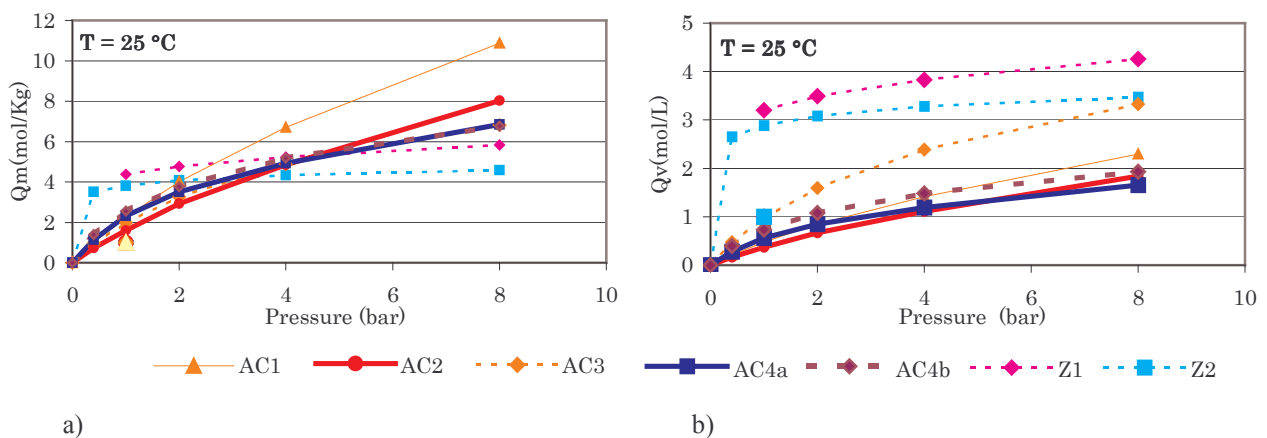 T = 25 °C
Qm(mol/Kg)
12
10
8
6
4
2
0
0 2 4 6 8 10
Pressure (bar)
T = 25 °C
Qv(mol/L)
5
4
3
2
1
0
0 2 4 6 8 10
Pressure (bar)
AC1 AC2 AC3 AC4a AC4b Z1 Z2
a) b)